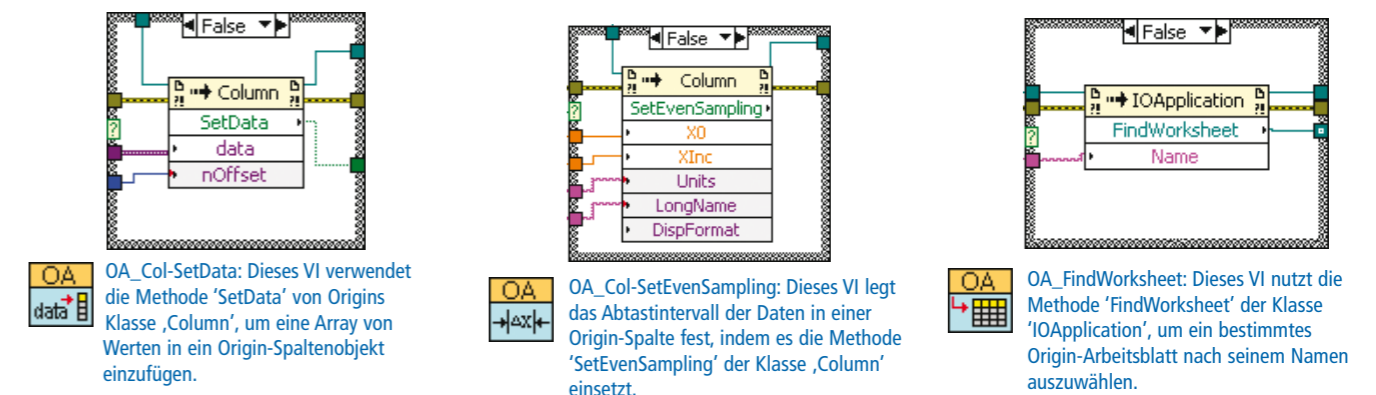 False
Column
SetData
data
nOffset
OA
data
OA_Col-SetData: Dieses VI verwendet
die Methode ‘SetData’ von Origins
Klasse ‚Column’, um eine Array von
Werten in ein Origin-Spaltenobjekt
einzufügen.
False
Column
SetEvenSampling
X0
XInc
Units
LongName
DispFormat
OA
ΔX
OA_Col-SetEvenSampling: Dieses VI legt
das Abtastintervall der Daten in einer
Origin-Spalte fest, indem es die Methode
‘SetEvenSampling’ der Klasse ‚Column’
einsetzt.
False
IOApplication
FindWorksheet
Name
OA
OA_FindWorksheet: Dieses VI nutzt die
Methode ‘FindWorksheet’ der Klasse
‘IOApplication’, um ein bestimmtes
Origin-Arbeitsblatt nach seinem Namen
auszuwählen.